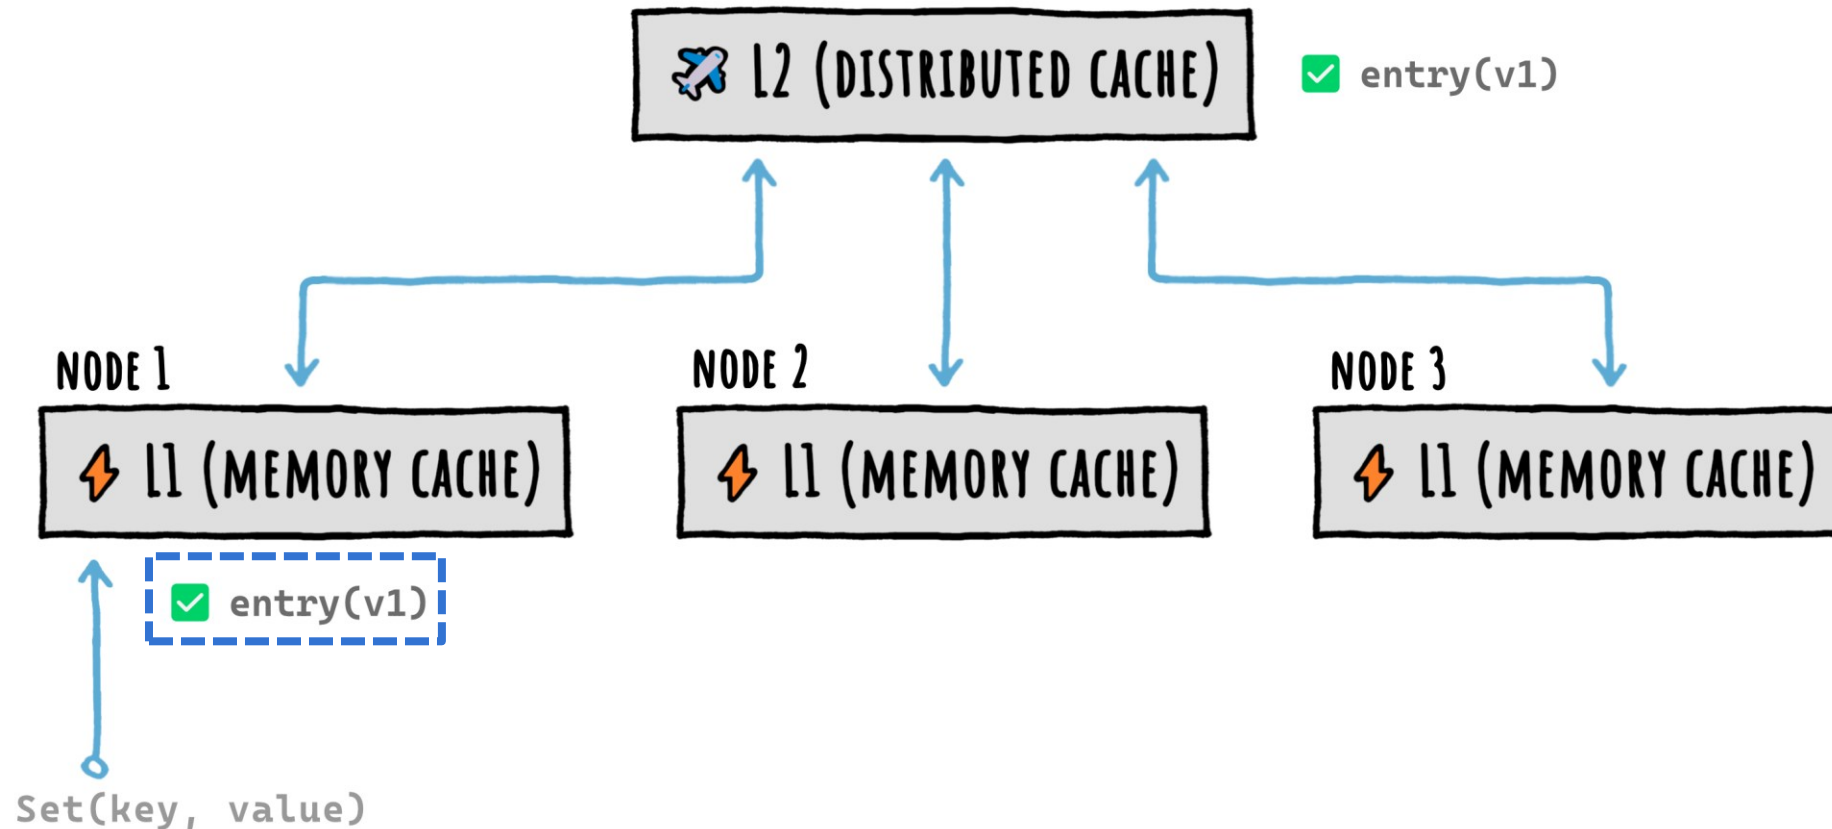 L2 (DISTRIBUTED CACHE)
entry(v1)
NODE 1
NODE 2
NODE 3
L1 (MEMORY CACHE)
L1 (MEMORY CACHE)
L1 (MEMORY CACHE)
entry(v1)
Set(key, value)